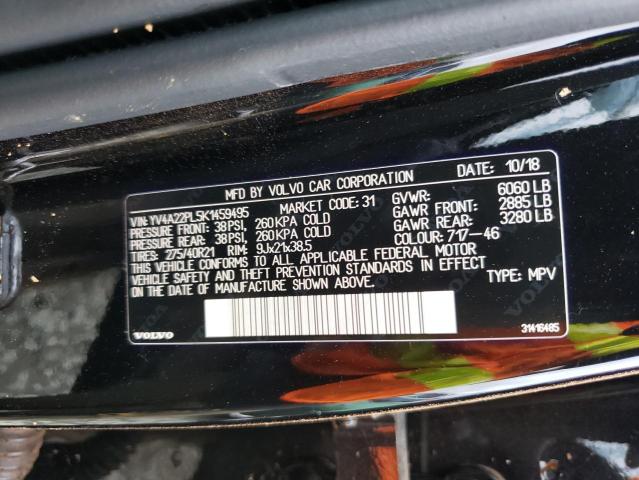 MFD BY VOLVO CAR CORPORATION DATE: 10/18
VIN: YV4A22PL5K1459495 MARKET CODE: 31 GVWR: 6060 LB
PRESSURE FRONT: 38PSI, 260KPA COLD GAWR FRONT: 2885 LB
PRESSURE REAR: 38PSI, 260KPA COLD GAWR REAR: 3280 LB
TIRES: 275/40R21 RIM: 9Jx21x38.5 COLOUR: 717-46
THIS VEHICLE CONFORMS TO ALL APPLICABLE FEDERAL MOTOR
VEHICLE SAFETY AND THEFT PREVENTION STANDARDS IN EFFECT
ON THE DATE OF MANUFACTURE SHOWN ABOVE. TYPE: MPV
VOLVO 31416485